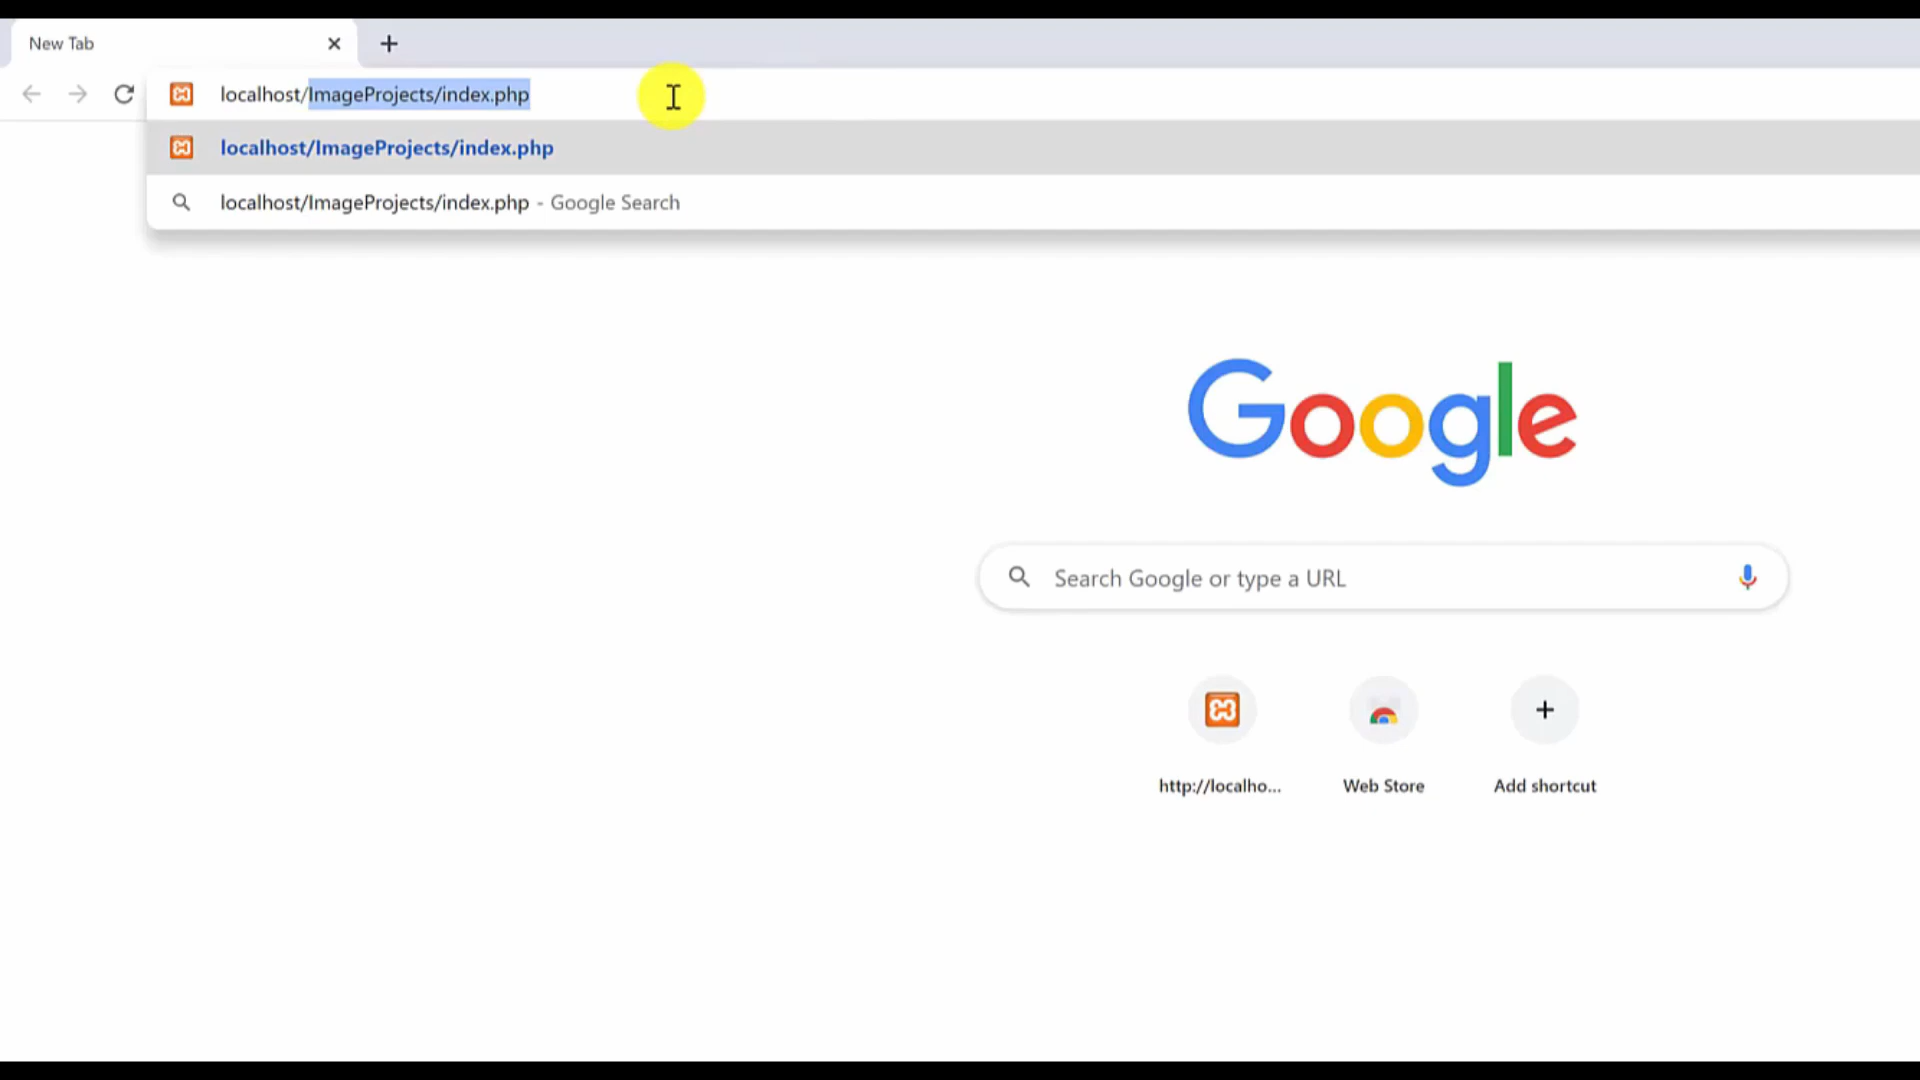 New Tab
localhost/ImageProjects/index.php
localhost/ImageProjects/index.php
localhost/ImageProjects/index.php - Google Search
Google
Search Google or type a URL
http://localho...
Web Store
Add shortcut